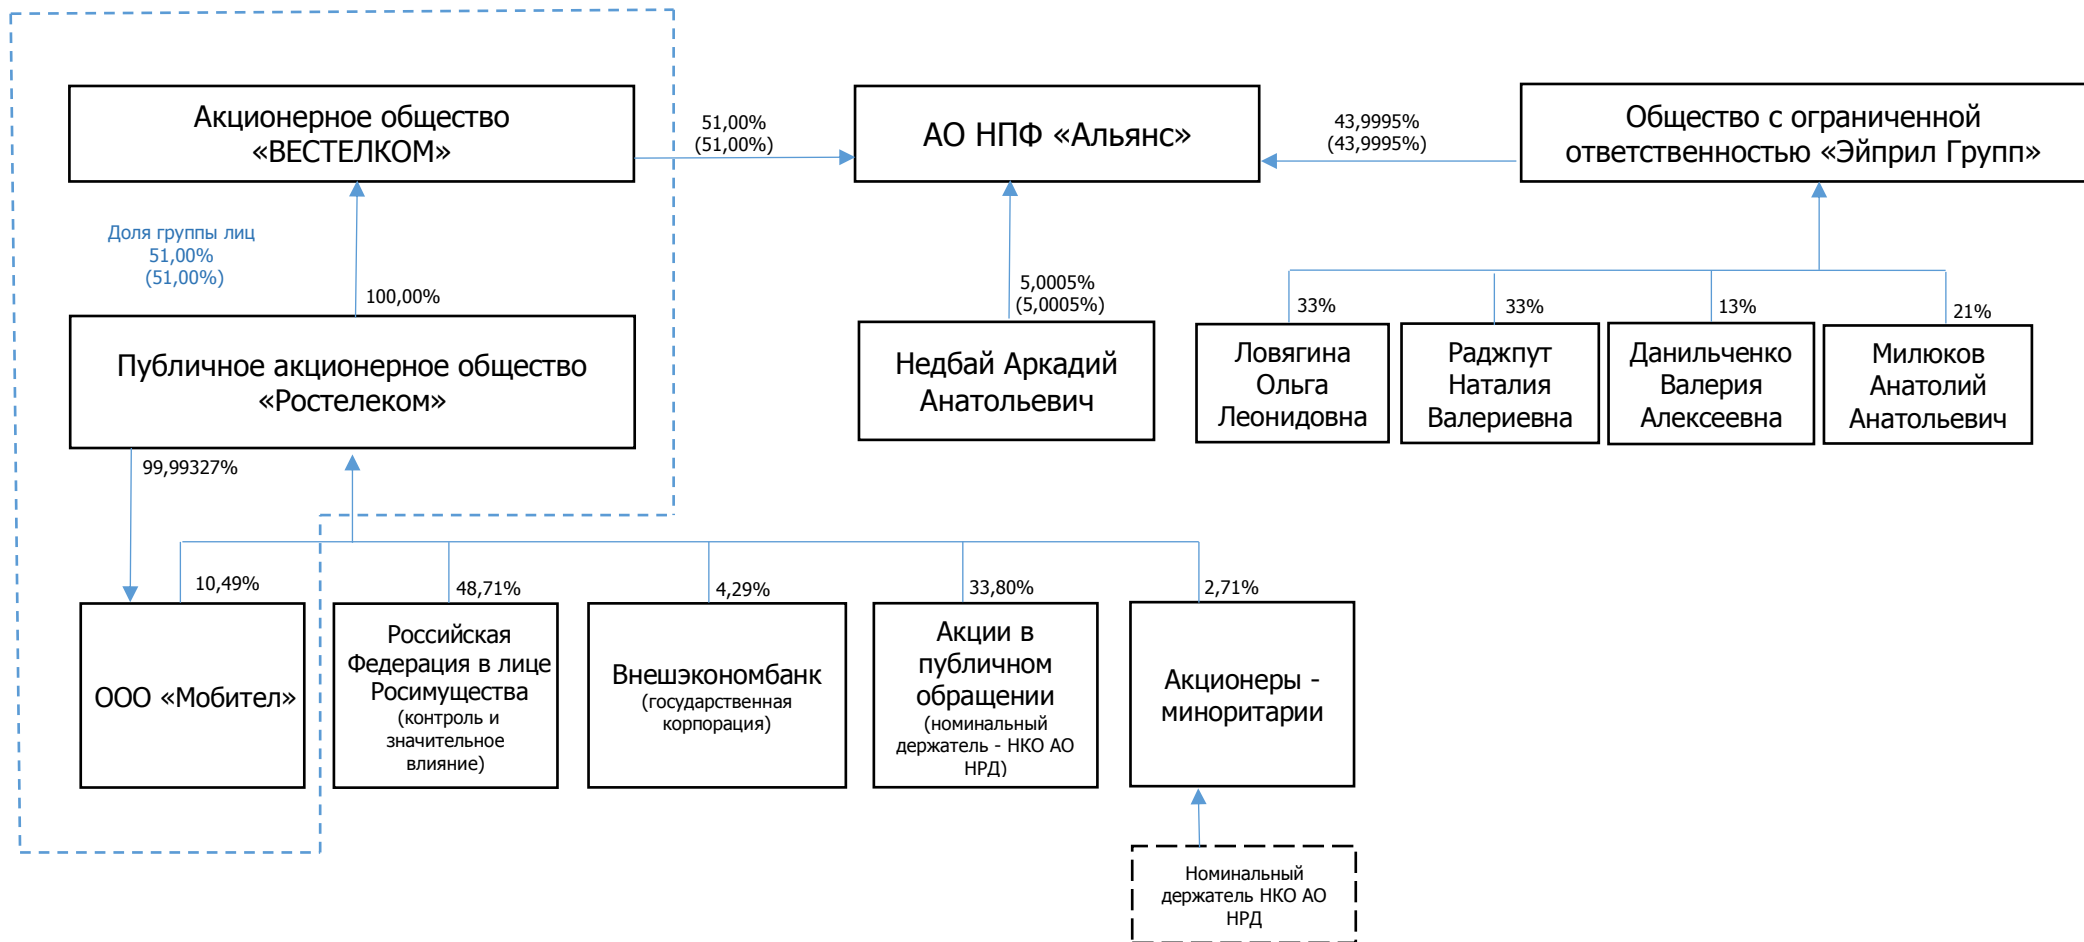 Акционерное общество
«ВЕСТЕЛКОМ»
51,00%
(51,00%)
АО НПФ «Альянс»
43,9995%
(43,9995%)
Общество с ограниченной
ответственностью «Эйприл Групп»
Доля группы лиц
51,00%
(51,00%)
100,00%
5,0005%
(5,0005%)
33%
33%
13%
21%
Публичное акционерное общество
«Ростелеком»
Недбай Аркадий
Анатольевич
Ловягина
Ольга
Леонидовна
Раджпут
Наталия
Валериевна
Данильченко
Валерия
Алексеевна
Милюков
Анатолий
Анатольевич
99,99327%
10,49%
48,71%
4,29%
33,80%
2,71%
ООО «Мобител»
Российская
Федерация в лице
Росимущества
(контроль и
значительное
влияние)
Внешэкономбанк
(государственная
корпорация)
Акции в
публичном
обращении
(номинальный
держатель - НКО АО
НРД)
Акционеры -
миноритарии
Номинальный
держатель НКО АО
НРД